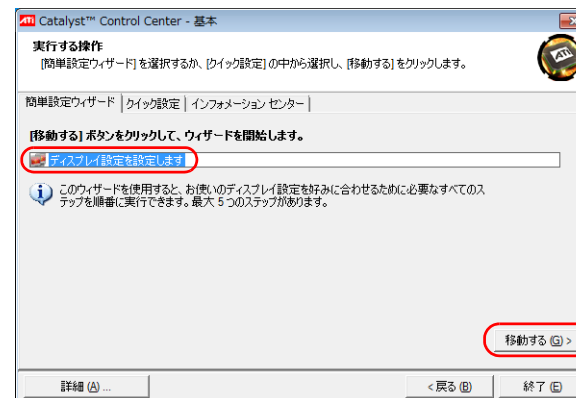 ATI Catalyst™ Control Center - 基本
実行する操作
[簡単設定ウィザード] を選択するか、[クイック設定] の中から選択し、[移動する] をクリックします。
ATI
簡単設定ウィザード クイック設定 インフォメーション センター
[移動する] ボタンをクリックして、ウィザードを開始します。
ディスプレイ設定を設定します
このウィザードを使用すると、お使いのディスプレイ設定を好みに合わせるために必要なすべてのス
テップを順番に実行できます。最大 5 つのステップがあります。
移動する (G) >
詳細 (A) ... < 戻る (B) 終了 (E)